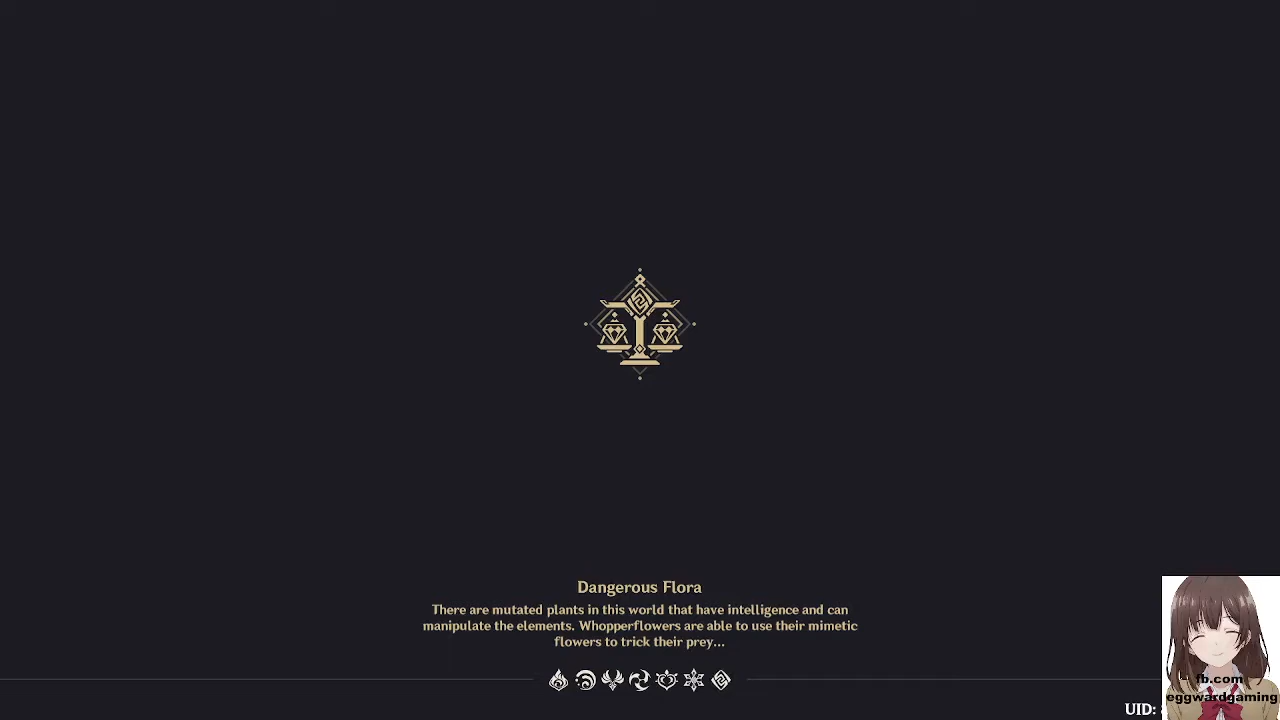 Dangerous Flora
There are mutated plants in this world that have intelligence and can
manipulate the elements. Whopperflowers are able to use their mimetic
flowers to trick their prey...
fb.com
eggwardgaming
UID: